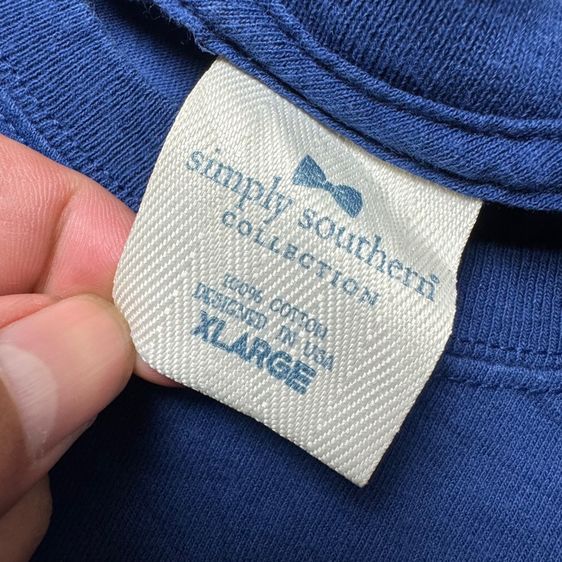 simply southern®
COLLECTION
100% COTTON
DESIGNED IN USA
XLARGE